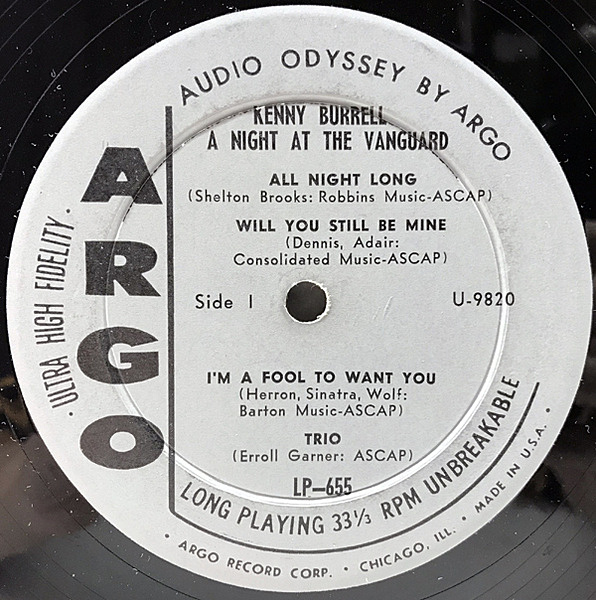 AUDIO ODYSSEY BY ARGO
KENNY BURRELL
A NIGHT AT THE VANGUARD
ALL NIGHT LONG
(Shelton Brooks: Robbins Music-ASCAP)
WILL YOU STILL BE MINE
(Dennis, Adair:
Consolidated Music-ASCAP)
Side 1
U-9820
I'M A FOOL TO WANT YOU
(Herron, Sinatra, Wolf:
Barton Music-ASCAP)
TRIO
(Erroll Garner: ASCAP)
LP-655
ARGO
· ULTRA HIGH FIDELITY ·
LONG PLAYING 33⅓ RPM UNBREAKABLE
· ARGO RECORD CORP. · CHICAGO, ILL. · MADE IN U.S.A. ·